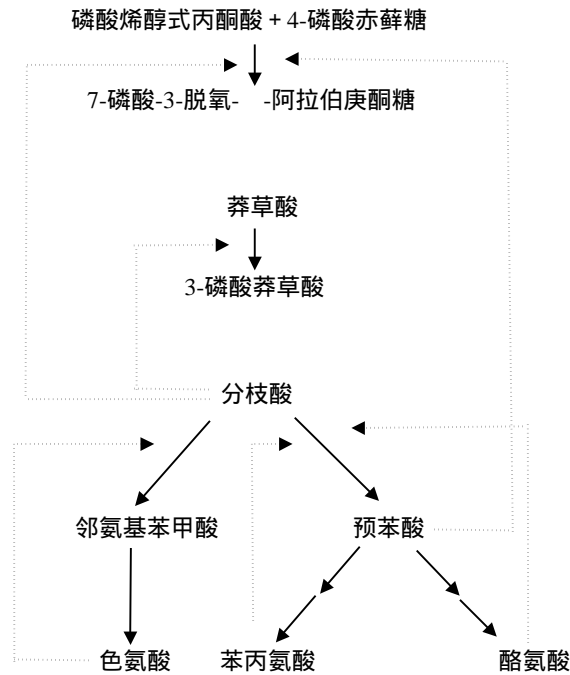 磷酸烯醇式丙酮酸 + 4-磷酸赤藓糖
7-磷酸-3-脱氧- -阿拉伯庚酮糖
莽草酸
3-磷酸莽草酸
分枝酸
邻氨基苯甲酸 预苯酸
色氨酸 苯丙氨酸 酪氨酸